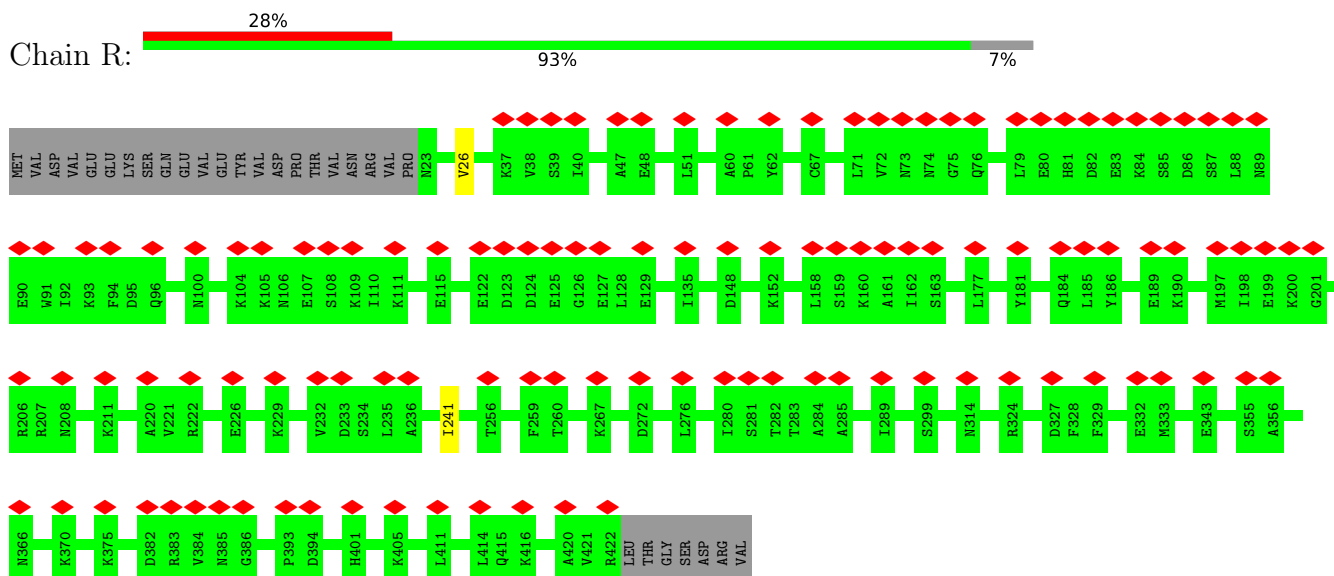 28%
Chain R:
93% 7%
MET VAL ASP VAL GLU GLU LYS SER GLN GLU VAL GLU TYR VAL ASP PRO THR VAL ASN ARG VAL PRO N23 V26 K37 V38 S39 I40 A47 E48 L51 A60 P61 Y62 C67 L71 V72 N73 N74 G75 Q76 L79 E80 H81 D82 E83 K84 S85 D86 S87 L88 N89
E90 W91 I92 K93 F94 D95 Q96 N100 K104 K105 N106 E107 S108 K109 I110 K111 E115 E122 D123 D124 E125 G126 E127 L128 E129 I135 D148 K152 L158 S159 K160 A161 I162 S163 L177 Y181 Q184 L185 Y186 E189 K190 M197 I198 E199 K200 G201
R206 R207 N208 K211 A220 V221 R222 E226 K229 V232 D233 S234 L235 A236 I241 T256 F259 T260 K267 D272 L276 I280 S281 T282 T283 A284 A285 I289 S299 N314 R324 D327 F328 F329 E332 M333 E343 S355 A356
N366 K370 K375 D382 R383 V384 N385 G386 P393 D394 H401 K405 L411 L414 Q415 K416 A420 V421 R422 LEU THR GLY SER ASP ARG VAL